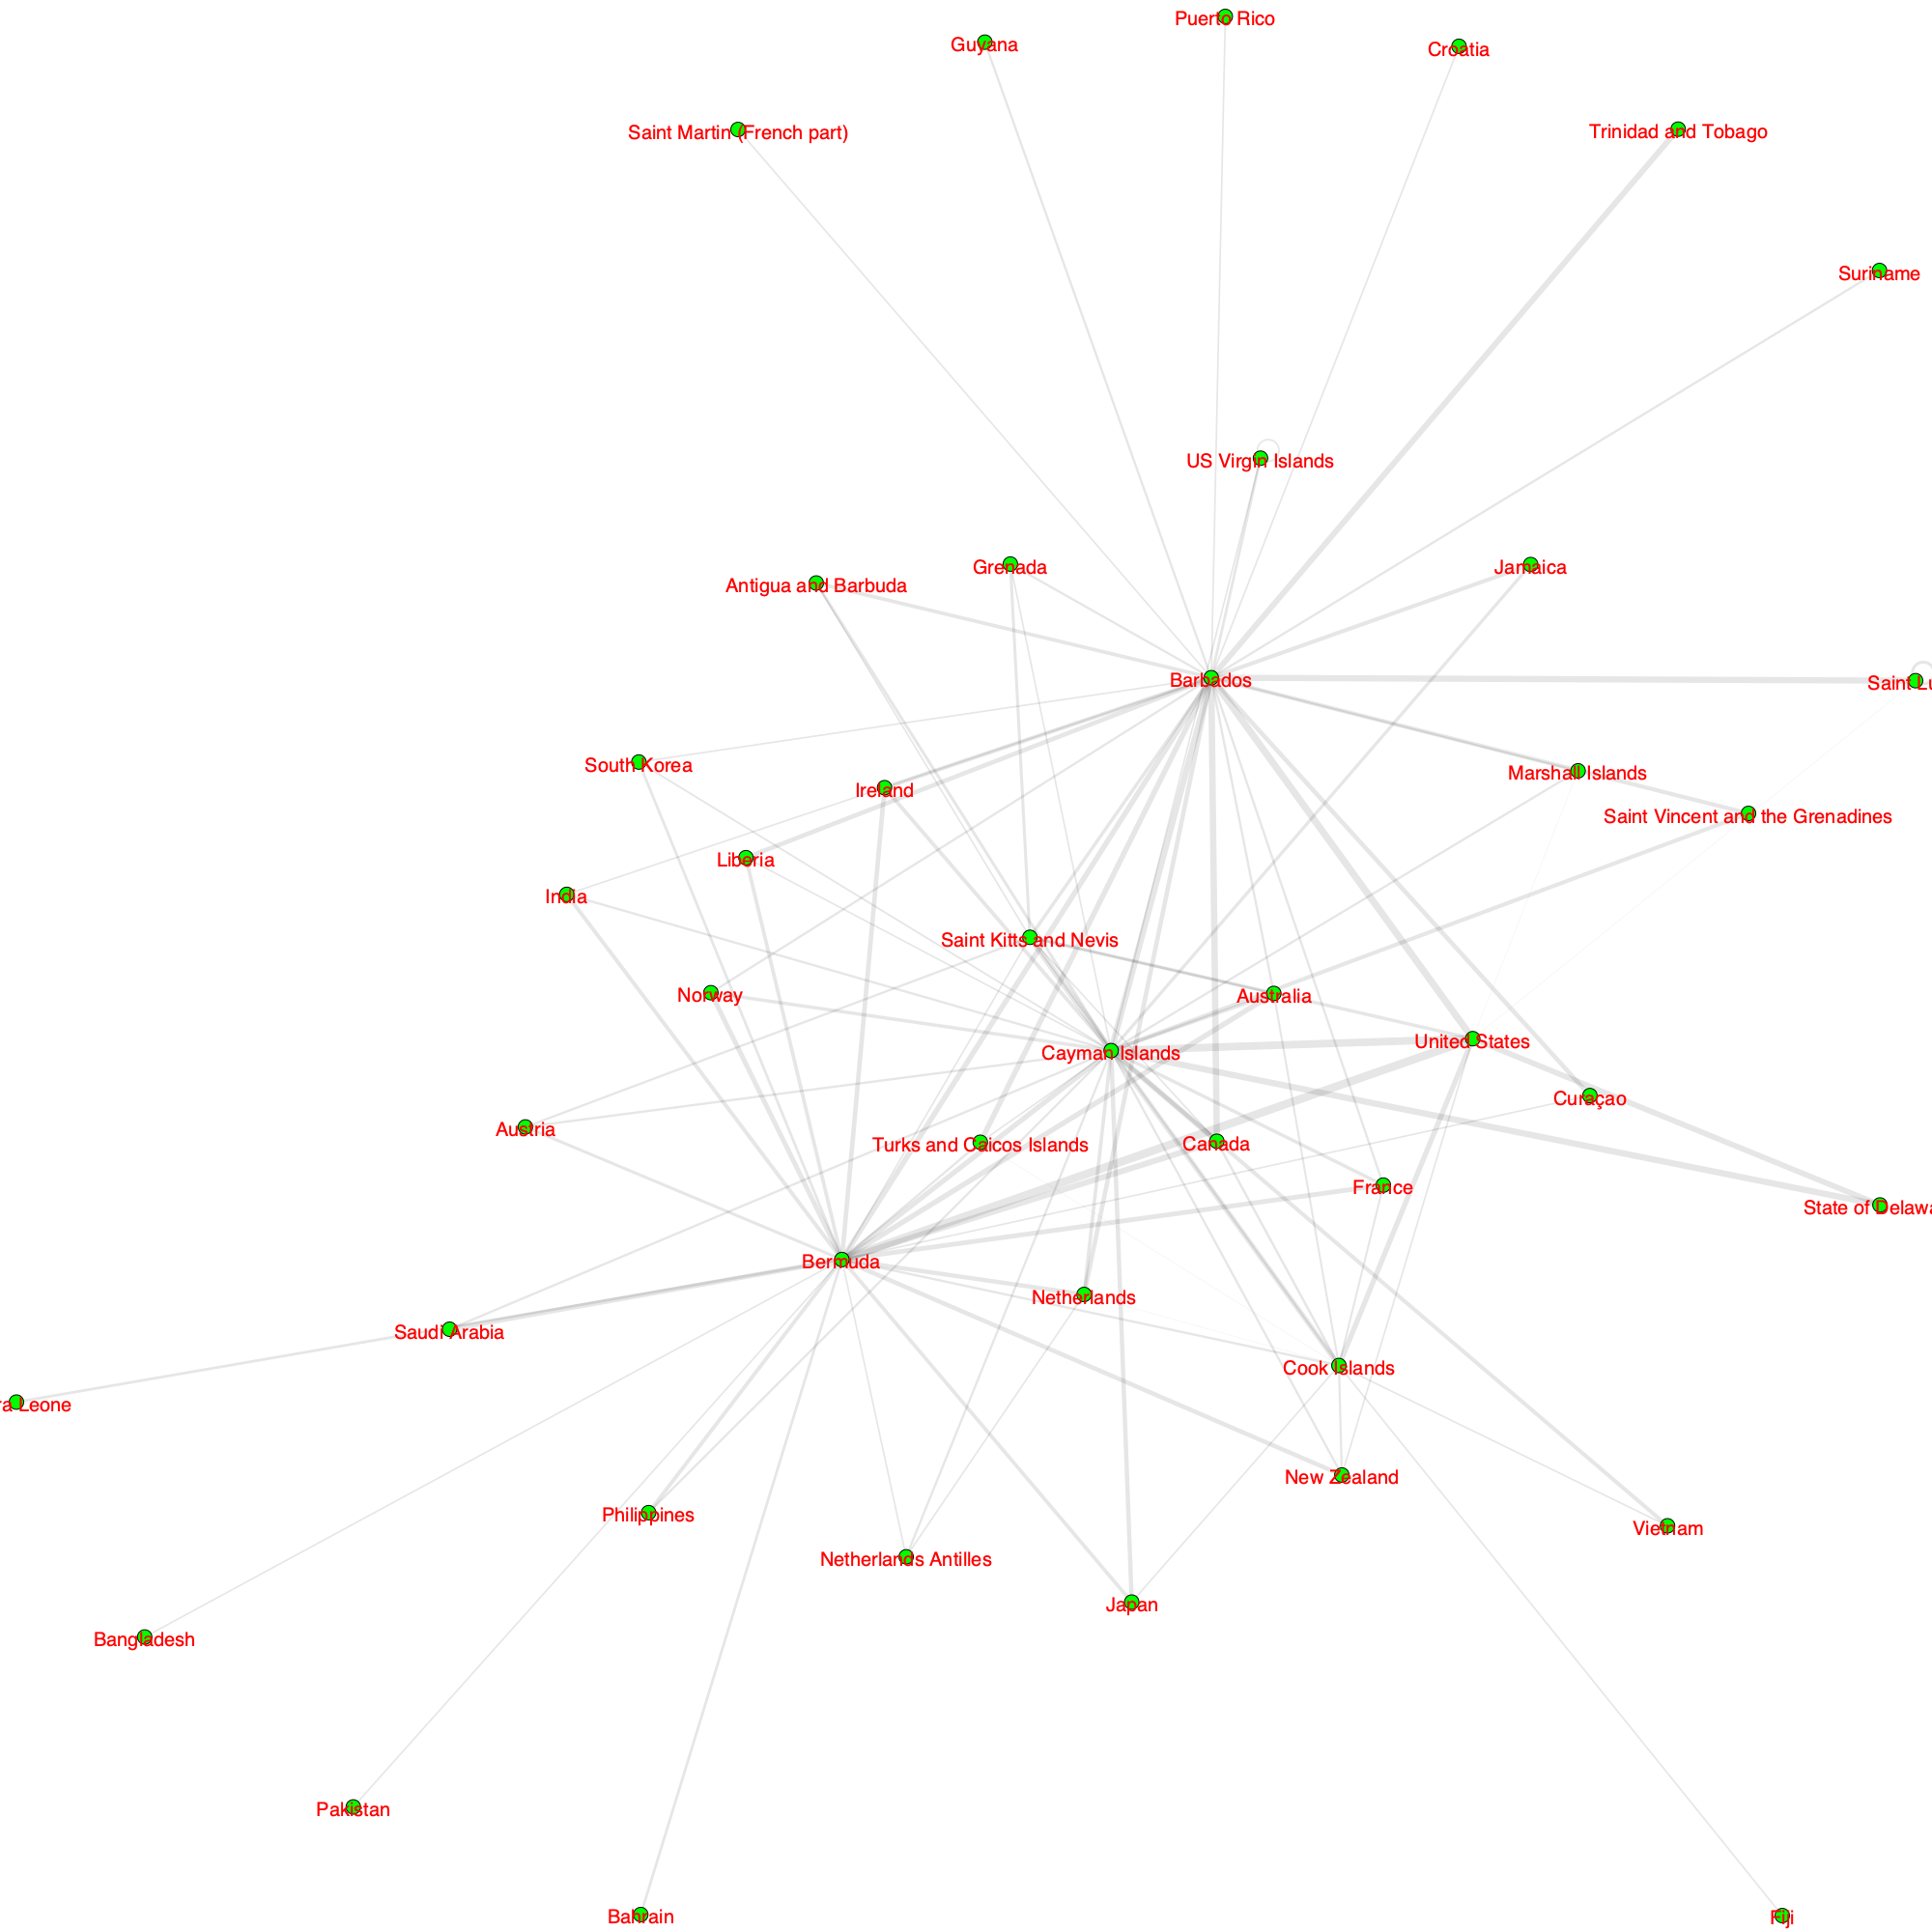 Puerto Rico
Guyana
Croatia
Saint Martin (French part)
Trinidad and Tobago
Suriname
US Virgin Islands
Grenada
Jamaica
Antigua and Barbuda
Barbados
Saint Lu
South Korea
Marshall Islands
Ireland
Saint Vincent and the Grenadines
Liberia
India
Saint Kitts and Nevis
Norway
Australia
United States
Cayman Islands
Curaçao
Austria
Turks and Caicos Islands
Canada
France
State of Delawa
Bermuda
Netherlands
Saudi Arabia
Cook Islands
ra Leone
New Zealand
Philippines
Vietnam
Netherlands Antilles
Japan
Bangladesh
Pakistan
Bahrain
Fiji